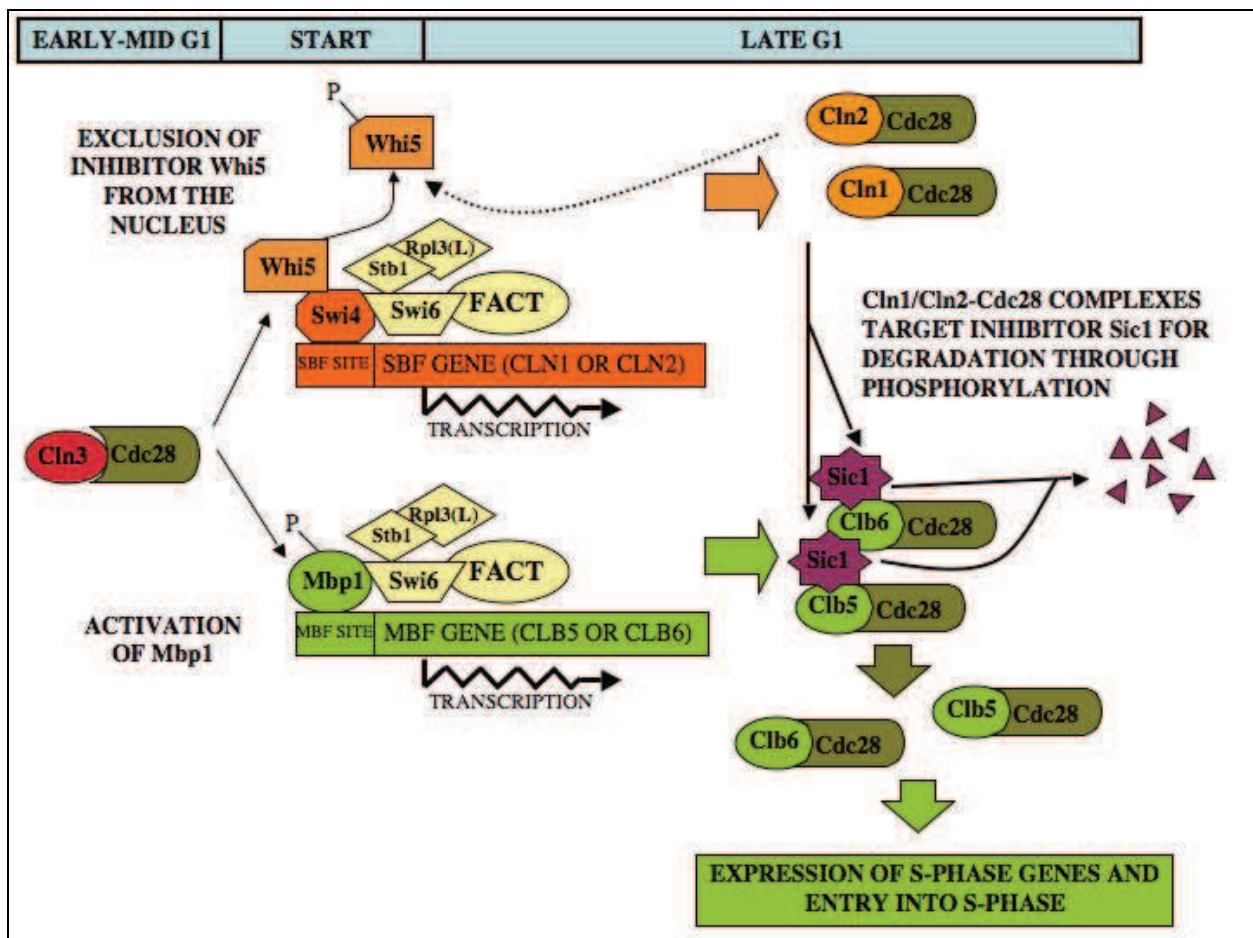 EARLY-MID G1
START
LATE G1
P
Whi5
EXCLUSION OF
INHIBITOR Whi5
FROM THE
NUCLEUS
Whi5
Rpl3(L)
Stb1
Swi4
Swi6
FACT
SBF SITE
SBF GENE (CLN1 OR CLN2)
TRANSCRIPTION
Cln2
Cdc28
Cln1
Cdc28
Cln1/Cln2-Cdc28 COMPLEXES
TARGET INHIBITOR Sic1 FOR
DEGRADATION THROUGH
PHOSPHORYLATION
Cln3
Cdc28
P
Rpl3(L)
Stb1
Mbp1
Swi6
FACT
MBF SITE
MBF GENE (CLB5 OR CLB6)
TRANSCRIPTION
ACTIVATION
OF Mbp1
Sic1
Clb6
Cdc28
Sic1
Clb5
Cdc28
Clb5
Cdc28
Clb6
Cdc28
EXPRESSION OF S-PHASE GENES AND
ENTRY INTO S-PHASE